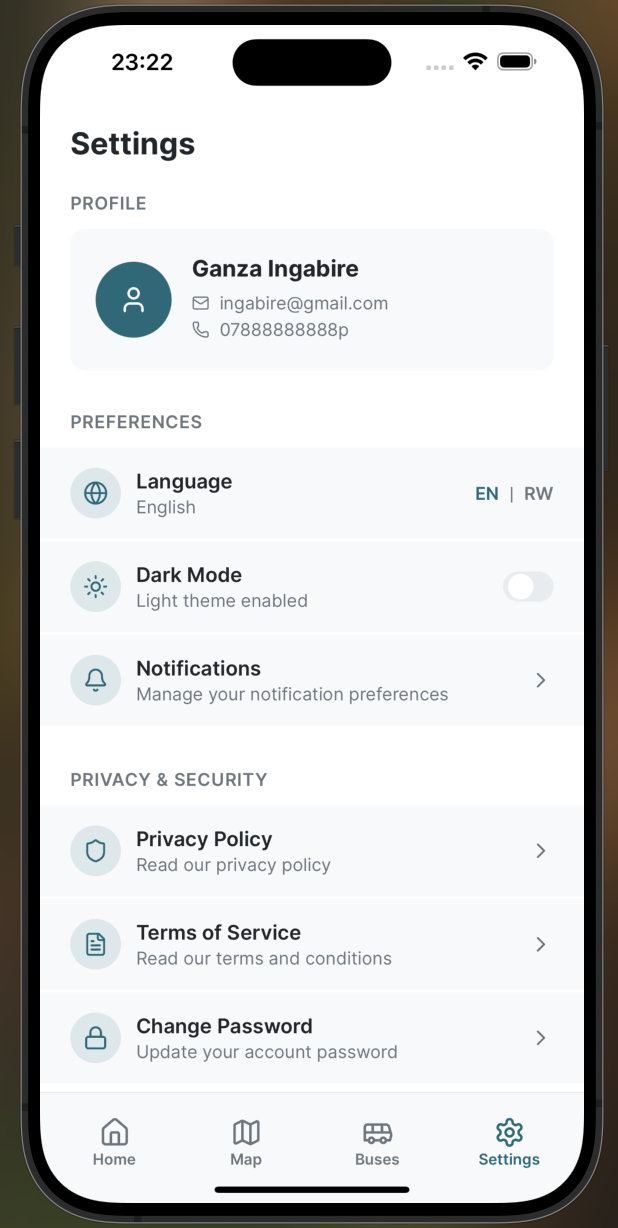 23:22
Settings
PROFILE
Ganza Ingabire
ingabire@gmail.com
07888888888p
PREFERENCES
Language
English
EN | RW
Dark Mode
Light theme enabled
Notifications
Manage your notification preferences
PRIVACY & SECURITY
Privacy Policy
Read our privacy policy
Terms of Service
Read our terms and conditions
Change Password
Update your account password
Home
Map
Buses
Settings